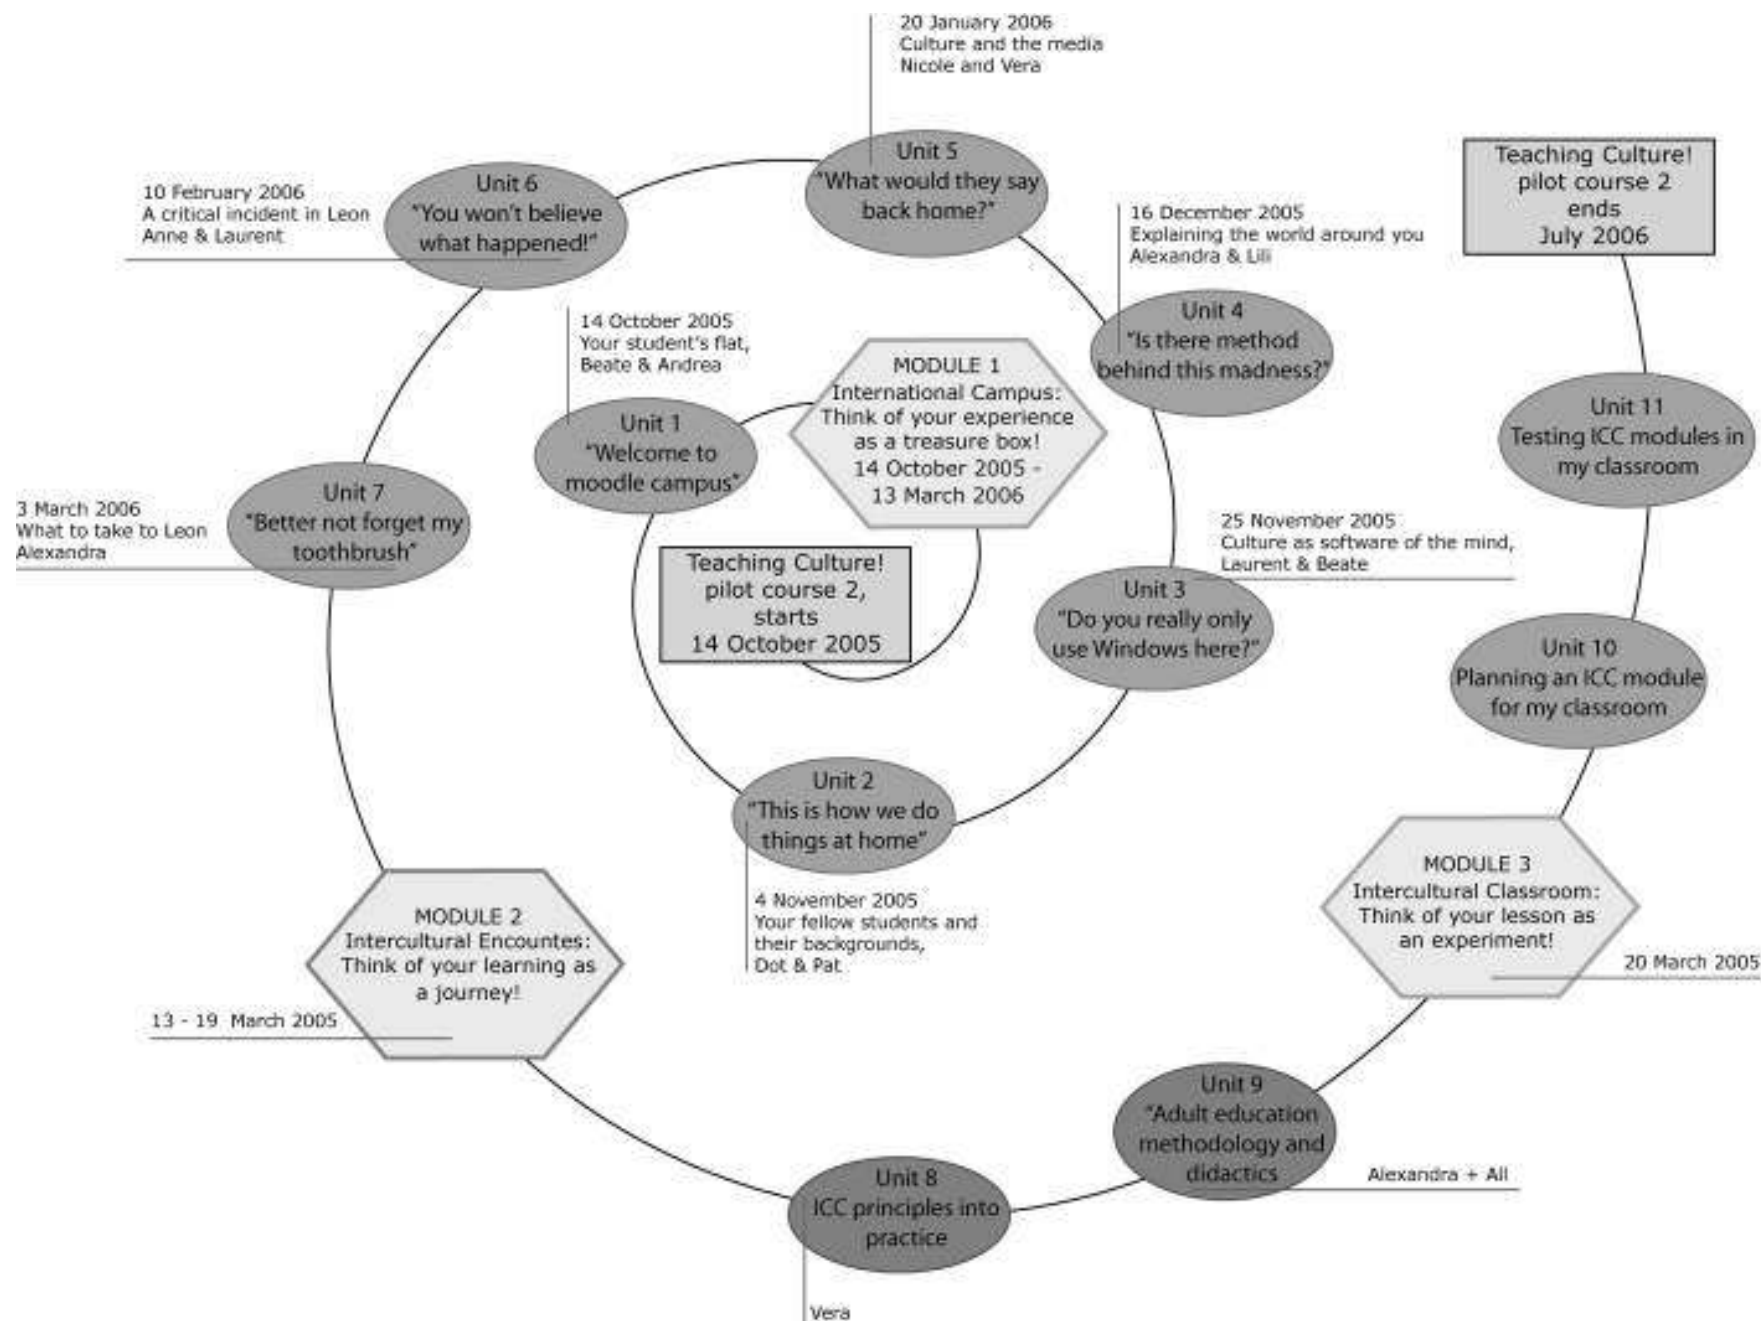 20 January 2006
Culture and the media
Nicole and Vera
Unit 5
"What would they say
back home?"
Teaching Culture!
pilot course 2
ends
July 2006
Unit 6
"You won't believe
what happened!"
10 February 2006
A critical incident in Leon
Anne & Laurent
16 December 2005
Explaining the world around you
Alexandra & Lili
Unit 4
"Is there method
behind this madness?"
14 October 2005
Your student's flat,
Beate & Andrea
MODULE 1
International Campus:
Think of your experience
as a treasure box!
14 October 2005 -
13 March 2006
Unit 1
"Welcome to
moodle campus"
Unit 11
Testing ICC modules in
my classroom
Unit 7
"Better not forget my
toothbrush"
3 March 2006
What to take to Leon
Alexandra
25 November 2005
Culture as software of the mind,
Laurent & Beate
Teaching Culture!
pilot course 2,
starts
14 October 2005
Unit 3
"Do you really only
use Windows here?"
Unit 10
Planning an ICC module
for my classroom
Unit 2
"This is how we do
things at home"
4 November 2005
Your fellow students and
their backgrounds,
Dot & Pat
MODULE 2
Intercultural Encountes:
Think of your learning as
a journey!
13 - 19 March 2005
MODULE 3
Intercultural Classroom:
Think of your lesson as
an experiment!
20 March 2005
Unit 9
"Adult education
methodology and
didactics
Alexandra + All
Unit 8
ICC principles into
practice
Vera